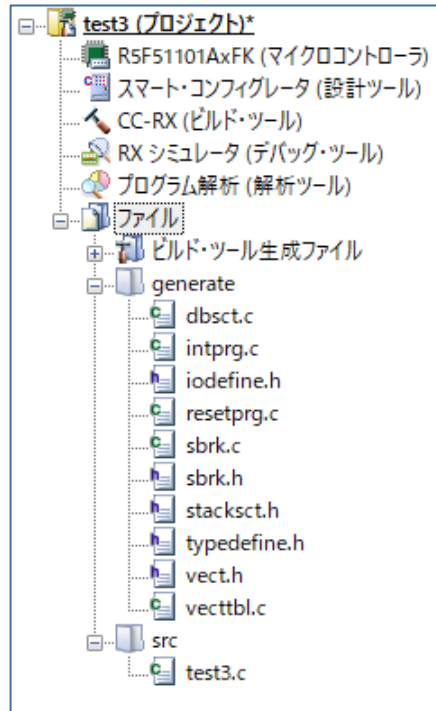 test3 (プロジェクト)*
R5F51101AxFK (マイクロコントローラ)
スマート・コンフィグレータ (設計ツール)
CC-RX (ビルド・ツール)
RX シミュレータ (デバッグ・ツール)
プログラム解析 (解析ツール)
ファイル
ビルド・ツール生成ファイル
generate
dbsct.c
intprg.c
iodefine.h
resetprg.c
sbrk.c
sbrk.h
stacksct.h
typedefine.h
vect.h
vecttbl.c
src
test3.c